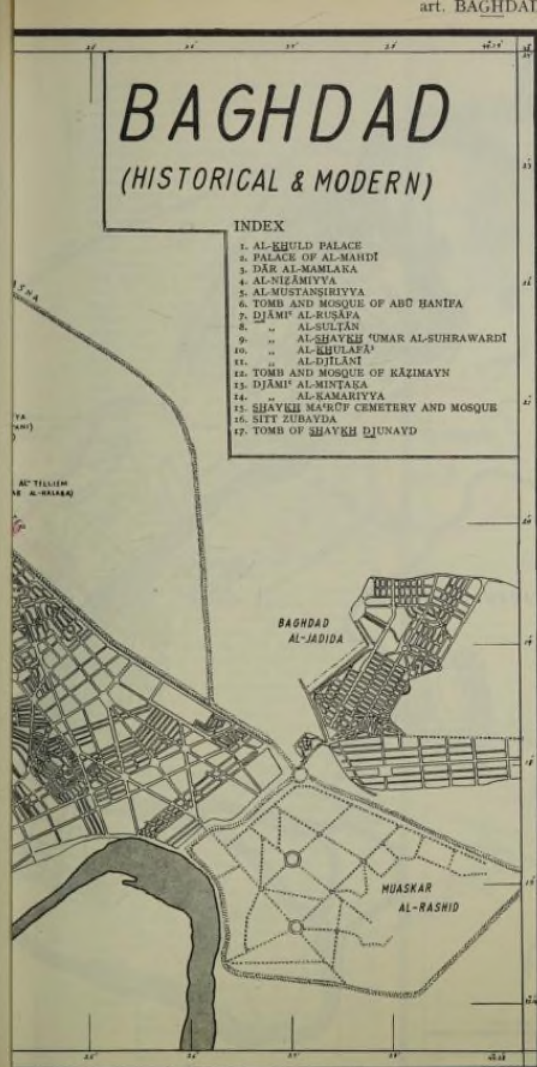 art. BAGHDAD
BAGHDAD
(HISTORICAL & MODERN)
INDEX
1. AL-KHULD PALACE
2. PALACE OF AL-MAHDĪ
3. DĀR AL-MAMLAKA
4. AL-NIẒĀMIYYA
5. AL-MUSTANṢIRIYYA
6. TOMB AND MOSQUE OF ABŪ ḤANĪFA
7. DJĀMIʿ AL-RUṢĀFA
8. „ AL-SULṬĀN
9. „ AL-SHAYKH ʿUMAR AL-SUHRAWARDĪ
10. „ AL-KHULAFĀʾ
11. „ AL-DJĪLĀNĪ
12. TOMB AND MOSQUE OF KĀẒIMAYN
13. DJĀMIʿ AL-MINṬAḲA
14. „ AL-KAMARIYYA
15. SHAYKH MAʿRŪF CEMETERY AND MOSQUE
16. SITT ZUBAYDA
17. TOMB OF SHAYKH DJUNAYD
AL-TILLISM
BAGHDAD
AL-JADIDA
MUASKAR
AL-RASHID